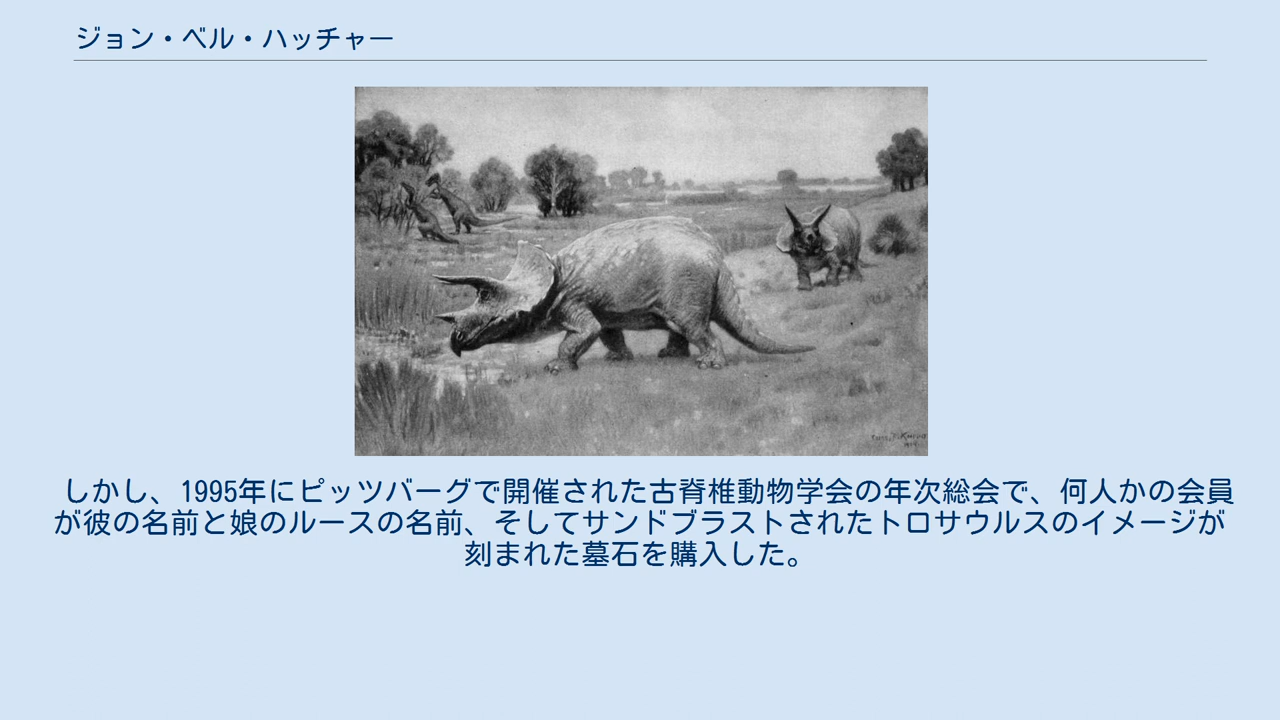 ジョン・ベル・ハッチャー
しかし、1995年にピッツバーグで開催された古脊椎動物学会の年次総会で、何人かの会員
が彼の名前と娘のルースの名前、そしてサンドブラストされたトロサウルスのイメージが
刻まれた墓石を購入した。